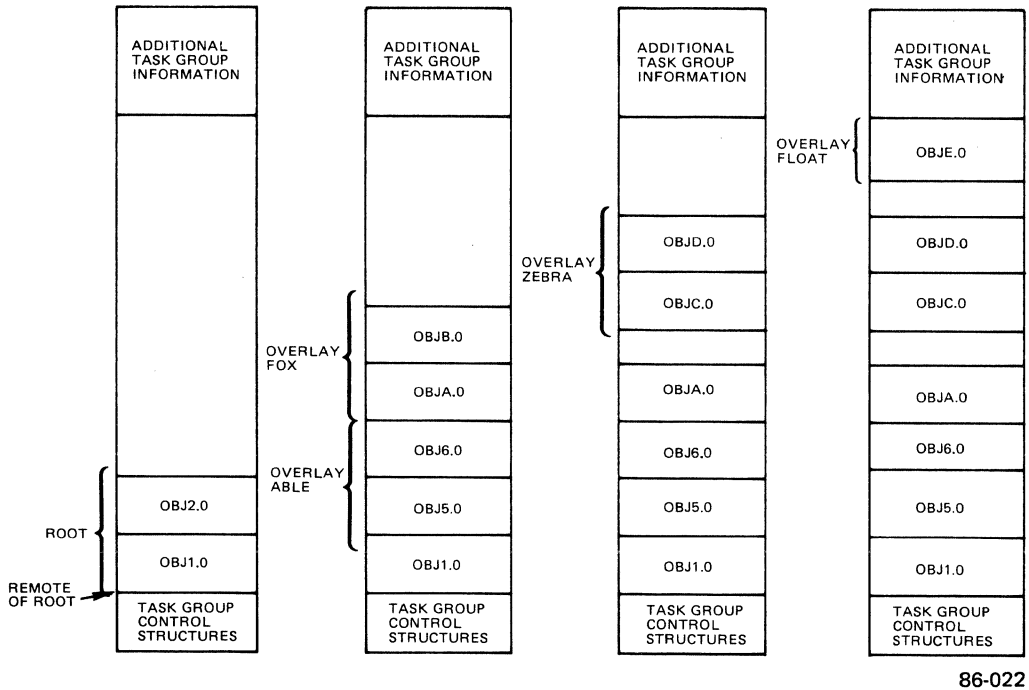 ADDITIONAL
TASK GROUP
INFORMATION
ROOT
OBJ2.0
OBJ1.0
REMOTE
OF ROOT
TASK GROUP
CONTROL
STRUCTURES
ADDITIONAL
TASK GROUP
INFORMATION
OVERLAY
FOX
OBJB.0
OBJA.0
OVERLAY
ABLE
OBJ6.0
OBJ5.0
OBJ1.0
TASK GROUP
CONTROL
STRUCTURES
ADDITIONAL
TASK GROUP
INFORMATION
OVERLAY
ZEBRA
OBJD.0
OBJC.0
OBJA.0
OBJ6.0
OBJ5.0
OBJ1.0
TASK GROUP
CONTROL
STRUCTURES
ADDITIONAL
TASK GROUP
INFORMATION
OVERLAY
FLOAT
OBJE.0
OBJD.0
OBJC.0
OBJA.0
OBJ6.0
OBJ5.0
OBJ1.0
TASK GROUP
CONTROL
STRUCTURES
86-022